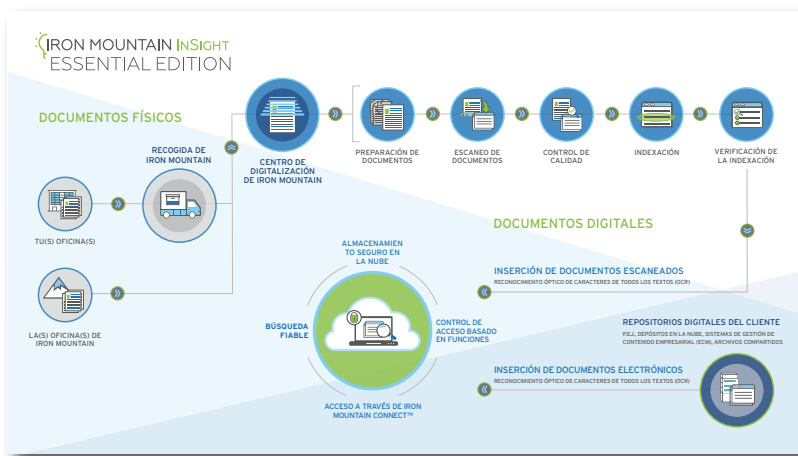 IRON MOUNTAIN INSIGHT
ESSENTIAL EDITION
DOCUMENTOS FÍSICOS
RECOGIDA DE
IRON MOUNTAIN
TU(S) OFICINA(S)
LA(S) OFICINA(S) DE
IRON MOUNTAIN
CENTRO DE
DIGITALIZACIÓN
DE IRON MOUNTAIN
PREPARACIÓN DE
DOCUMENTOS
ESCANEO DE
DOCUMENTOS
CONTROL DE
CALIDAD
INDEXACIÓN
VERIFICACIÓN DE
LA INDEXACIÓN
DOCUMENTOS DIGITALES
INSERCIÓN DE DOCUMENTOS ESCANEADOS
RECONOCIMIENTO ÓPTICO DE CARACTERES DE TODOS LOS TEXTOS (OCR)
REPOSITORIOS DIGITALES DEL CLIENTE
P.EJ., DEPÓSITOS EN LA NUBE, SISTEMAS DE GESTIÓN DE
CONTENIDO EMPRESARIAL (ECM), ARCHIVOS COMPARTIDOS
INSERCIÓN DE DOCUMENTOS ELECTRÓNICOS
RECONOCIMIENTO ÓPTICO DE CARACTERES DE TODOS LOS TEXTOS (OCR)
ALMACENAMIEN
TO SEGURO EN
LA NUBE
BÚSQUEDA
FIABLE
CONTROL DE
ACCESO BASADO
EN FUNCIONES
ACCESO A TRAVÉS DE IRON
MOUNTAIN CONNECT™